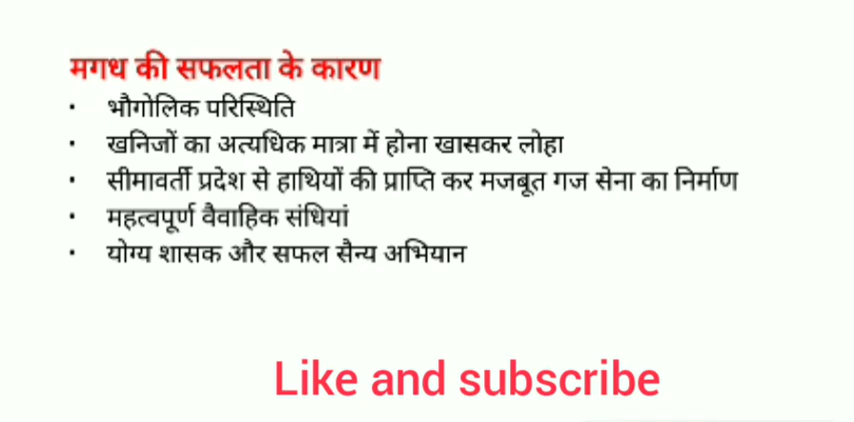 मगध की सफलता के कारण
• भौगोलिक परिस्थिति
• खनिजों का अत्यधिक मात्रा में होना खासकर लोहा
• सीमावर्ती प्रदेश से हाथियों की प्राप्ति कर मजबूत गज सेना का निर्माण
• महत्वपूर्ण वैवाहिक संधियां
• योग्य शासक और सफल सैन्य अभियान
Like and subscribe